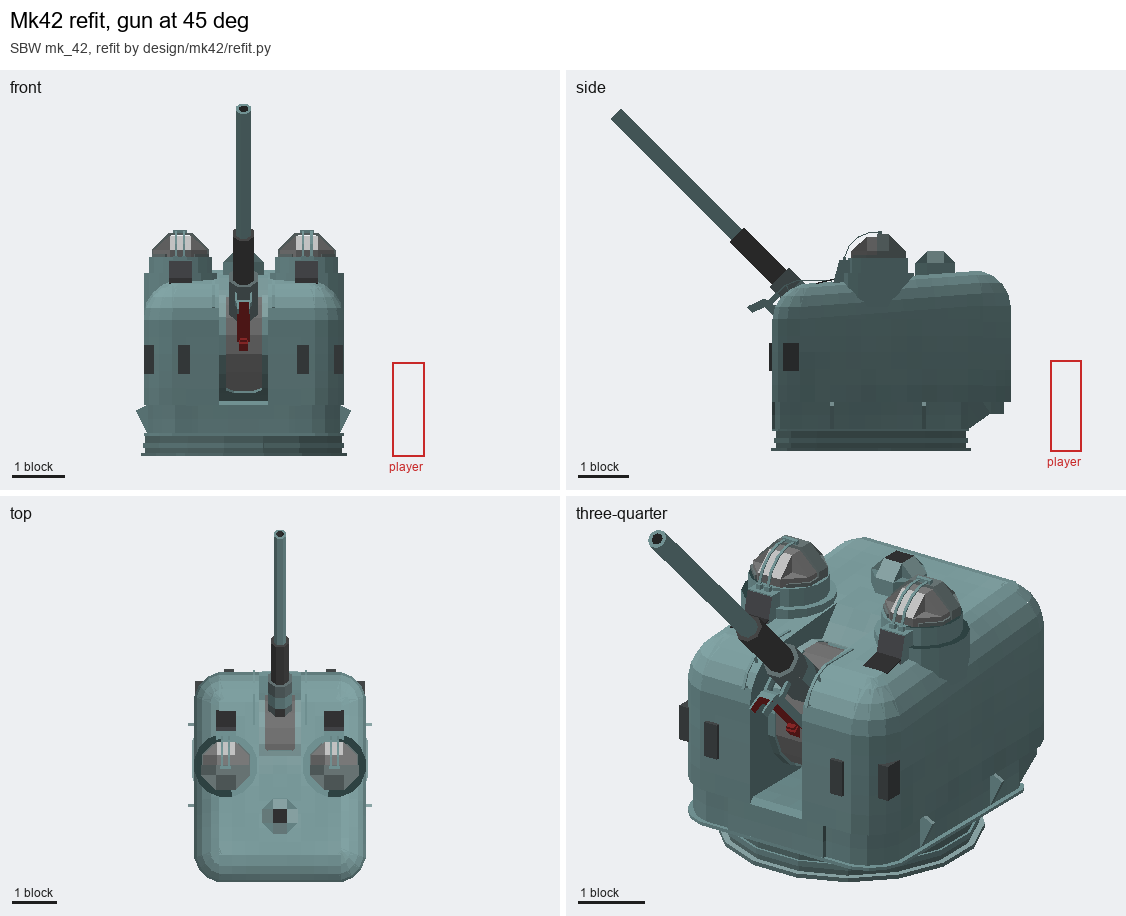 Mk42 refit, gun at 45 deg
SBW mk_42, refit by design/mk42/refit.py
front
side
player
1 block
player
1 block
top
three-quarter
1 block
1 block